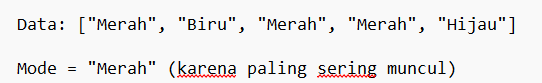 Data: ["Merah", "Biru", "Merah", "Merah", "Hijau"]
Mode = "Merah" (karena paling sering muncul)